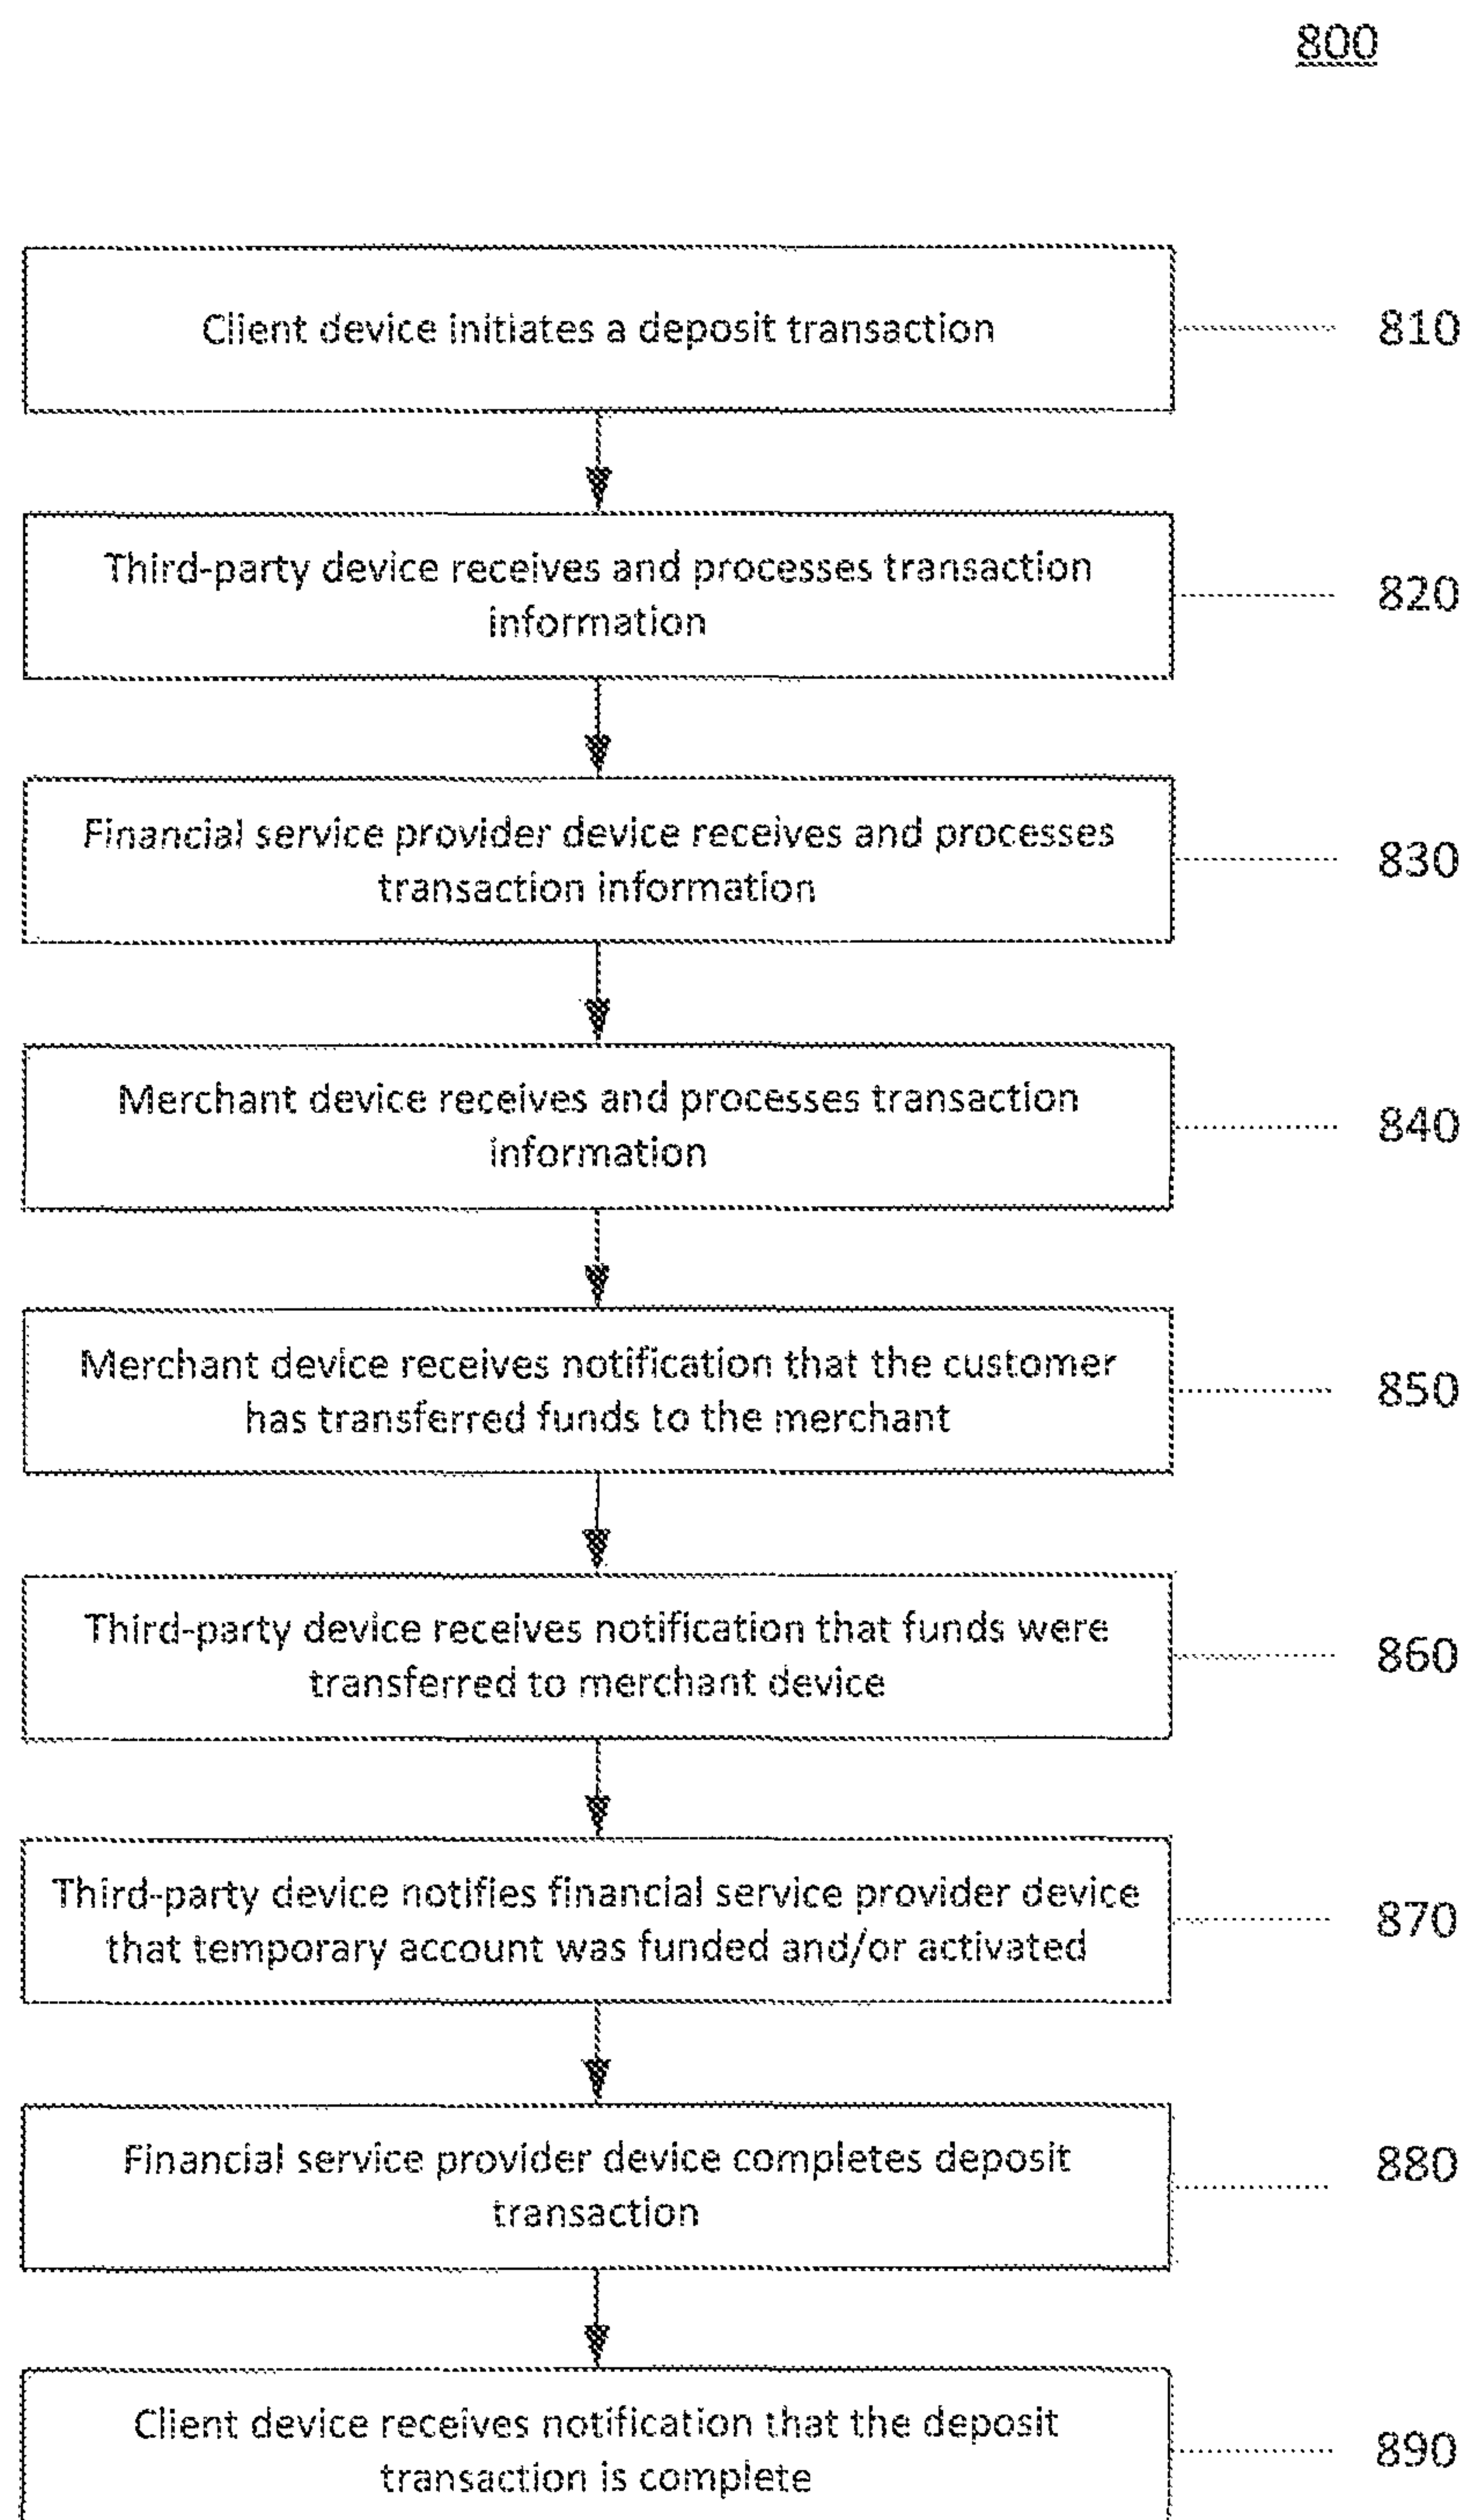 800
Client device initiates a deposit transaction
810
Third-party device receives and processes transaction
information
820
Financial service provider device receives and processes
transaction information
830
Merchant device receives and processes transaction
information
840
Merchant device receives notification that the customer
has transferred funds to the merchant
850
Third-party device receives notification that funds were
transferred to merchant device
860
Third-party device notifies financial service provider device
that temporary account was funded and/or activated
870
Financial service provider device completes deposit
transaction
880
Client device receives notification that the deposit
transaction is complete
890